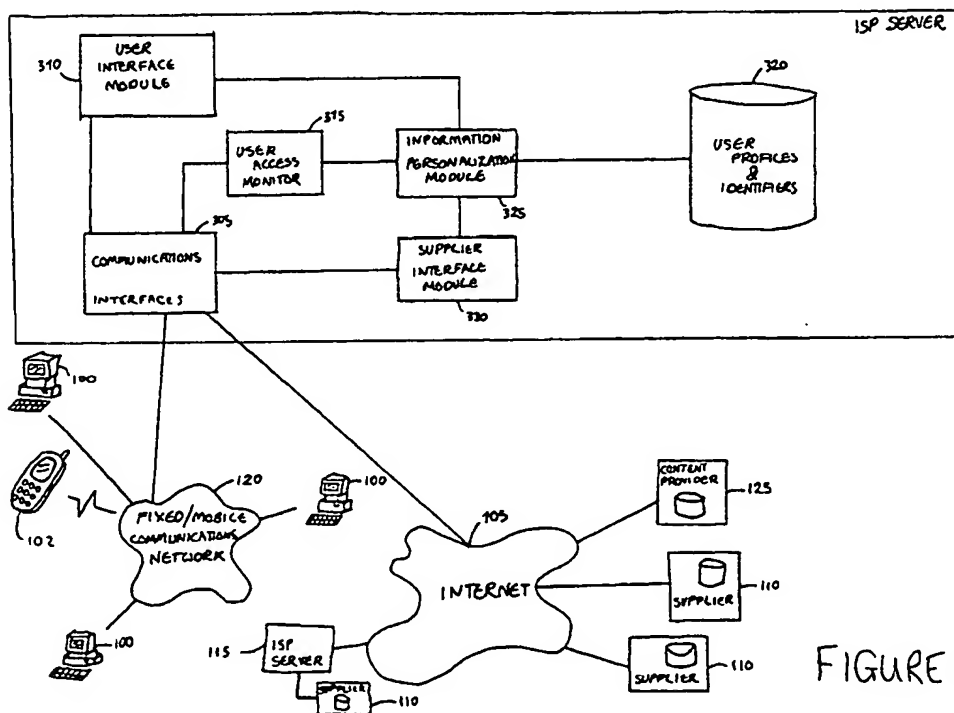 ISP SERVER
310
USER
INTERFACE
MODULE
320
315
USER
ACCESS
MONITOR
INFORMATION
PERSONALIZATION
MODULE
325
USER
PROFILES
&
IDENTIFIERS
305
COMMUNICATIONS
INTERFACES
SUPPLIER
INTERFACE
MODULE
330
100
102
120
FIXED/MOBILE
COMMUNICATIONS
NETWORK
100
100
105
INTERNET
CONTENT
PROVIDER
125
SUPPLIER
110
SUPPLIER
110
115
ISP
SERVER
SUPPLIER
110
FIGURE